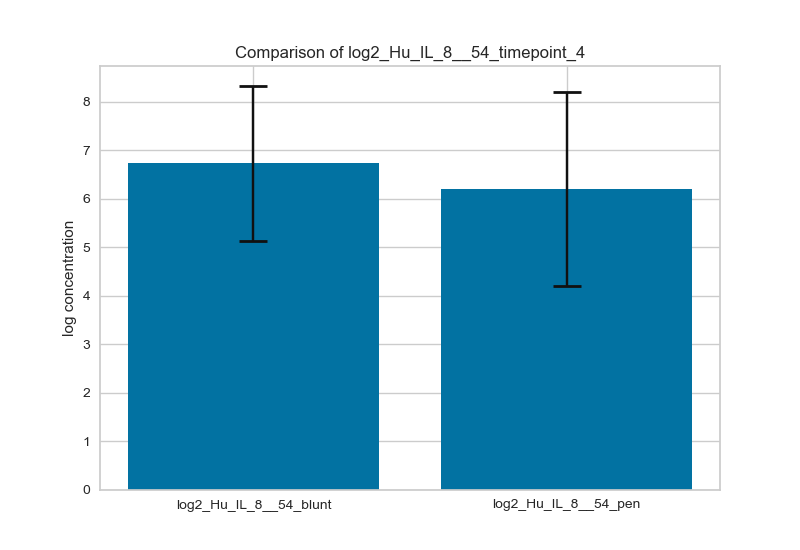 Comparison of log2_Hu_IL_8__54_timepoint_4
log concentration
8
7
6
5
4
3
2
1
0
log2_Hu_IL_8__54_blunt
log2_Hu_IL_8__54_pen